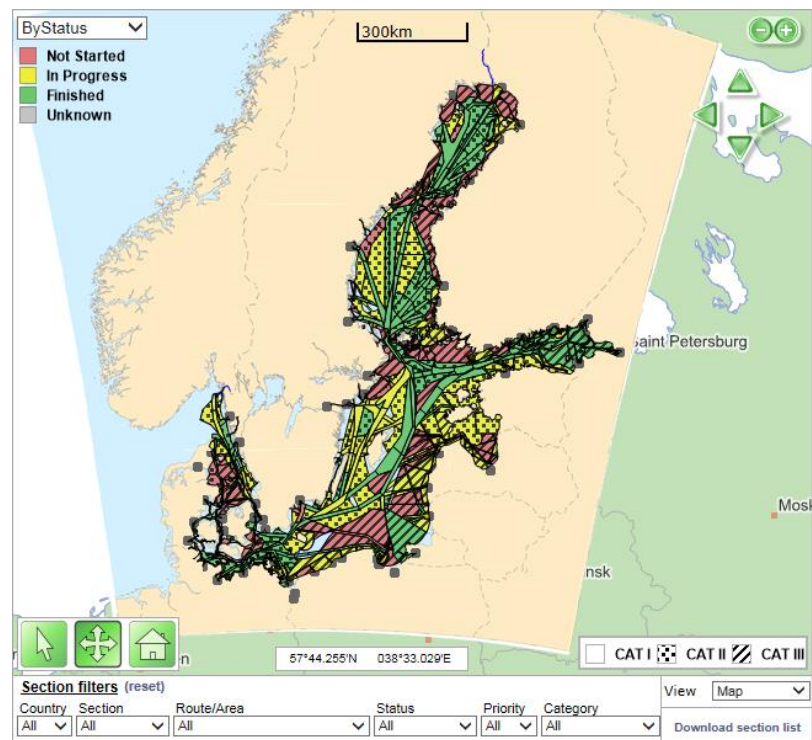 ByStatus
300km
Not Started
In Progress
Finished
Unknown
Saint Petersburg
Mosk
nsk
en
57°44.255'N 038°33.029'E
CAT I CAT II CAT III
Section filters (reset)
View Map
Country Section Route/Area Status Priority Category
All All All All All All
Download section list